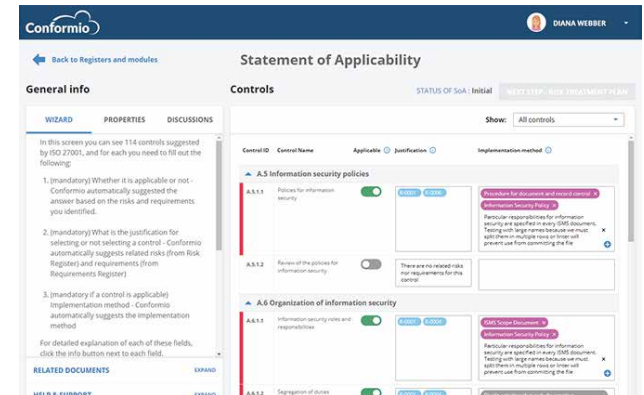 Conformio
DIANA WEBBER
Back to Registers and modules
Statement of Applicability
General info
Controls
STATUS OF SoA : Initial
NEXT STEP - RISK TREATMENT PLAN
WIZARD PROPERTIES DISCUSSIONS
In this screen you can see 114 controls suggested
by ISO 27001, and for each you need to fill out the
following:
1. (mandatory) Whether it is applicable or not -
Conformio automatically suggested the
answer based on the risks and requirements
you identified.
2. (mandatory) What is the justification for
selecting or not selecting a control - Conformio
automatically suggests related risks (from Risk
Register) and requirements (from
Requirements Register)
3. (mandatory if a control is applicable)
Implementation method - Conformio
automatically suggests the implementation
method
For detailed explanation of each of these fields,
click the info button next to each field.
RELATED DOCUMENTS EXPAND
HELP & SUPPORT EXPAND
Show: All controls
Control ID Control Name Applicable Justification Implementation method
A.5 Information security policies
A.5.1.1 Policies for information
security
R-0001 R-0006
Procedure for document and record control ×
Information Security Policy ×
Particular responsibilities for information
security are specified in every ISMS document.
Testing with large names because we must
split them in multiple rows or linter will
prevent use from committing the file
A.5.1.2 Review of the policies for
information security
There are no related risks
nor requirements for this
control
A.6 Organization of information security
A.6.1.1 Information security roles and
responsibilities
R-0001 R-0004
ISMS Scope Document ×
Information Security Policy ×
Particular responsibilities for information
security are specified in every ISMS document.
Testing with large names because we must
split them in multiple rows or linter will
prevent use from committing the file
A.6.1.2 Segregation of duties